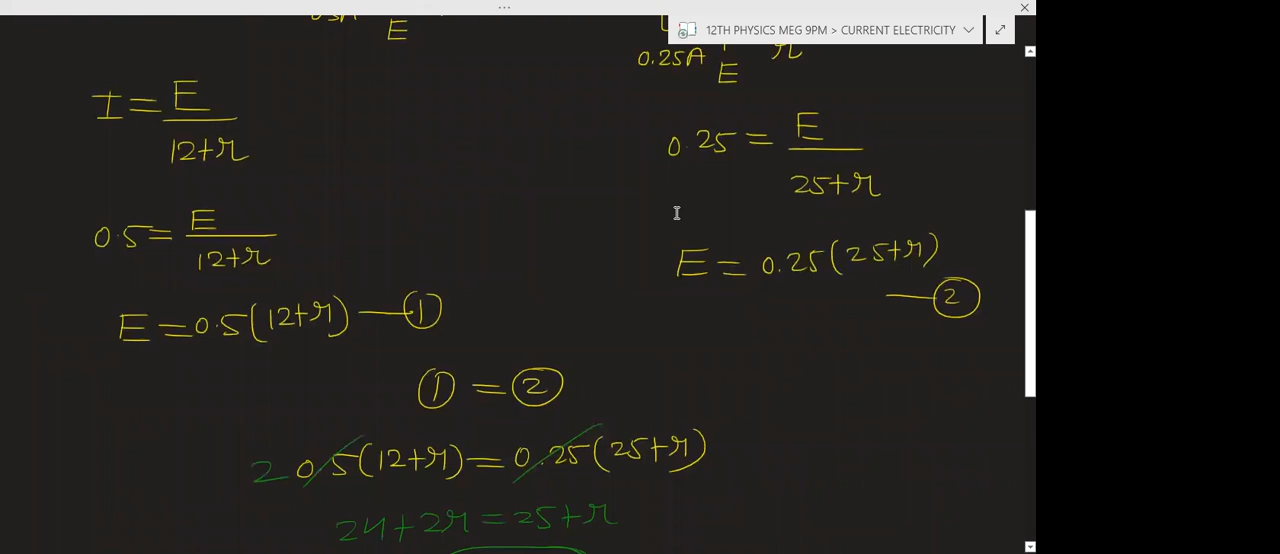 12TH PHYSICS MEG 9PM > CURRENT ELECTRICITY
E
0.25A
E
r
I = E / 12+r
0.25 = E / 25+r
0.5 = E / 12+r
E = 0.25(25+r)
— ②
E = 0.5(12+r) — ①
① = ②
2 0.5(12+r) = 0.25(25+r)
24+2r = 25+r